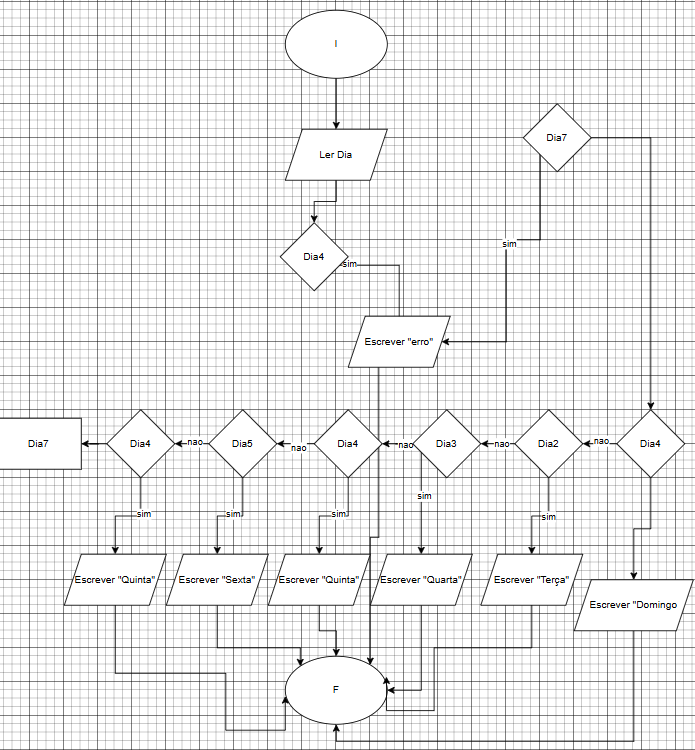 I
Dia7
Ler Dia
sim
Dia4
sim
Escrever "erro"
Dia7
Dia4
nao
Dia5
nao
Dia4
nao
Dia3
nao
Dia2
nao
Dia4
sim
sim
sim
sim
sim
Escrever "Quinta"
Escrever "Sexta"
Escrever "Quinta"
Escrever "Quarta"
Escrever "Terça"
Escrever "Domingo
F